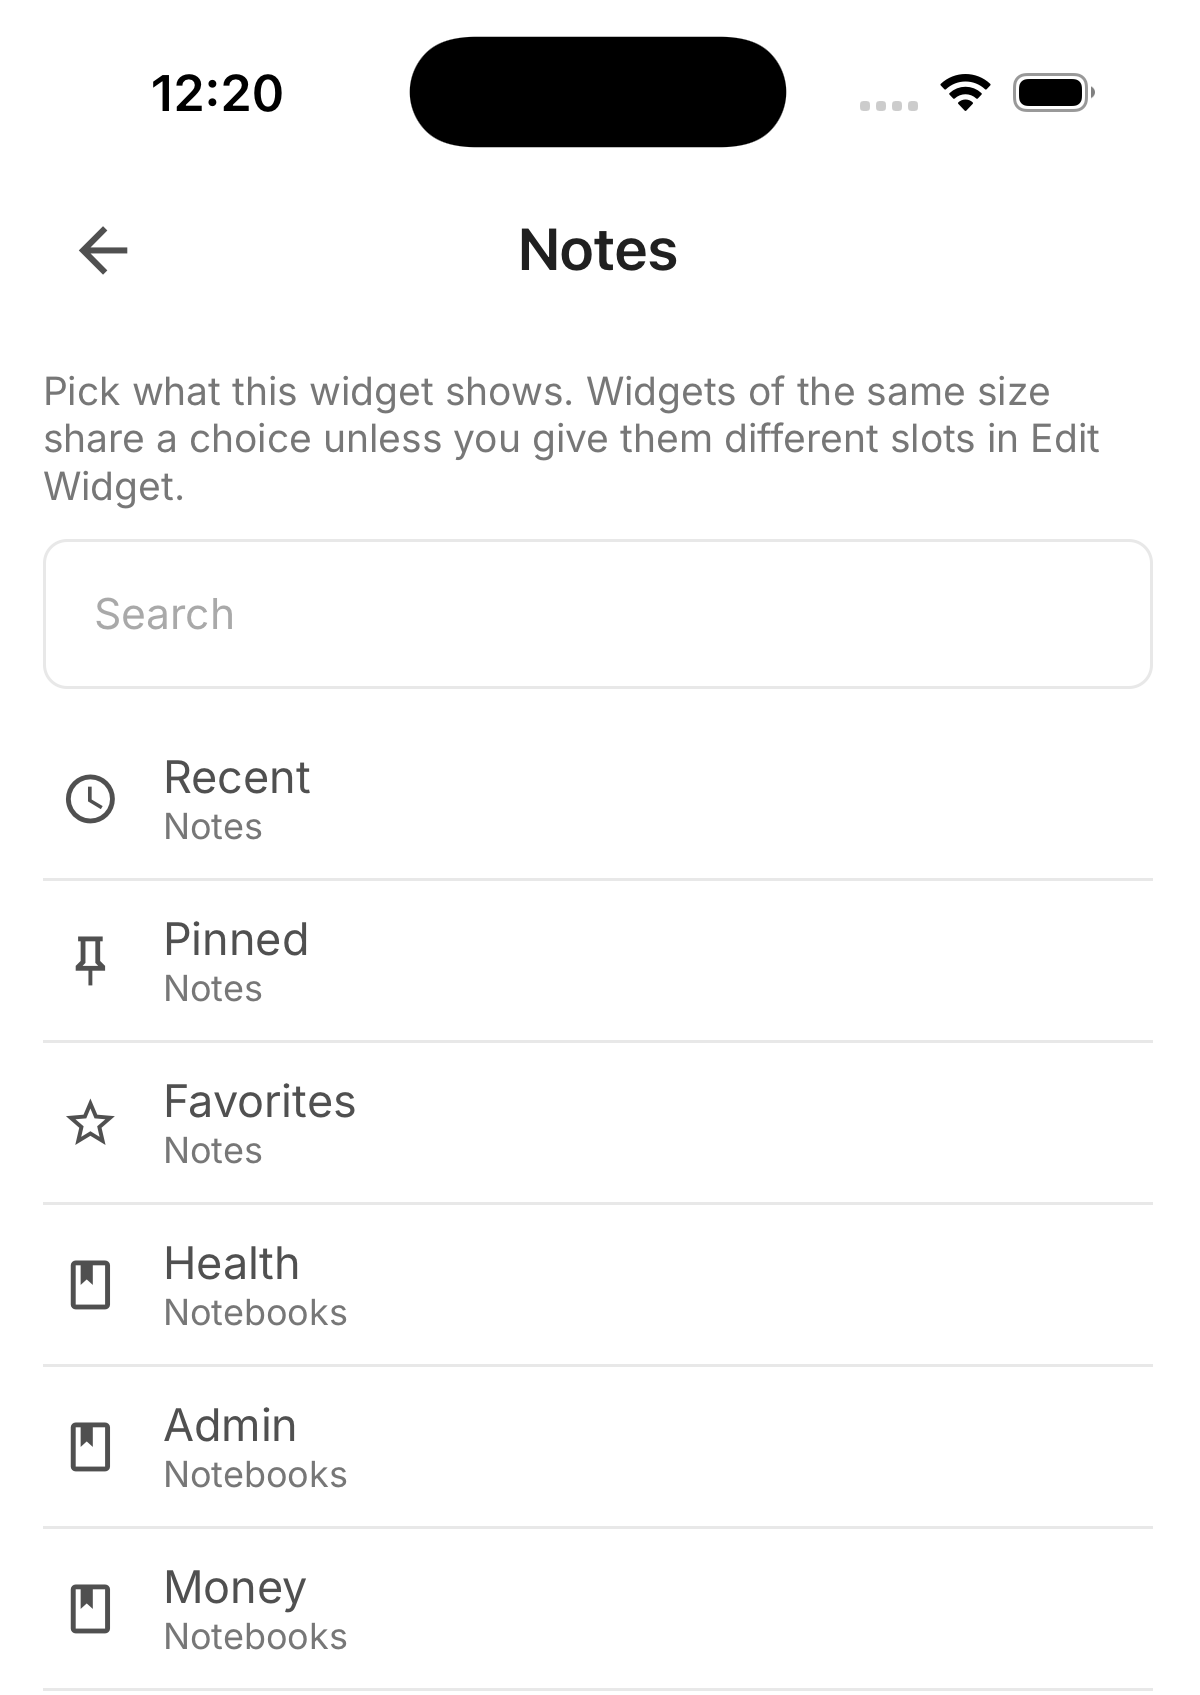 12:20
Notes
Pick what this widget shows. Widgets of the same size
share a choice unless you give them different slots in Edit
Widget.
Search
Recent
Notes
Pinned
Notes
Favorites
Notes
Health
Notebooks
Admin
Notebooks
Money
Notebooks